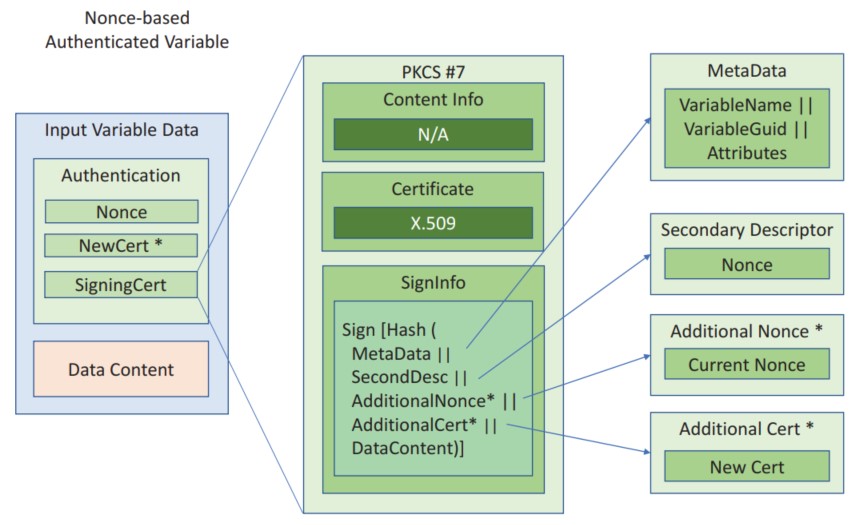 Nonce-based
Authenticated Variable
Input Variable Data
Authentication
Nonce
NewCert *
SigningCert
Data Content
PKCS #7
Content Info
N/A
Certificate
X.509
SignInfo
Sign [Hash (
MetaData ||
SecondDesc ||
AdditionalNonce* ||
AdditionalCert* ||
DataContent)]
MetaData
VariableName ||
VariableGuid ||
Attributes
Secondary Descriptor
Nonce
Additional Nonce *
Current Nonce
Additional Cert *
New Cert